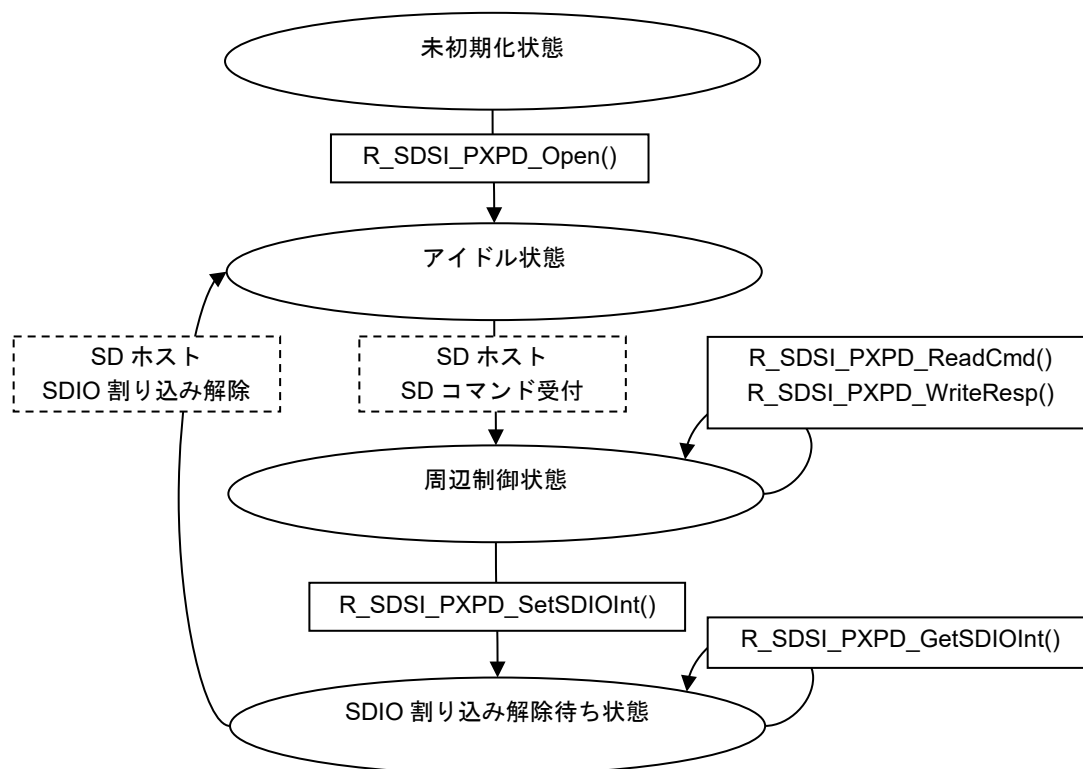 未初期化状態
R_SDSI_PXPD_Open()
アイドル状態
SD ホスト
SDIO 割り込み解除
SD ホスト
SD コマンド受付
R_SDSI_PXPD_ReadCmd()
R_SDSI_PXPD_WriteResp()
周辺制御状態
R_SDSI_PXPD_SetSDIOInt()
R_SDSI_PXPD_GetSDIOInt()
SDIO 割り込み解除待ち状態